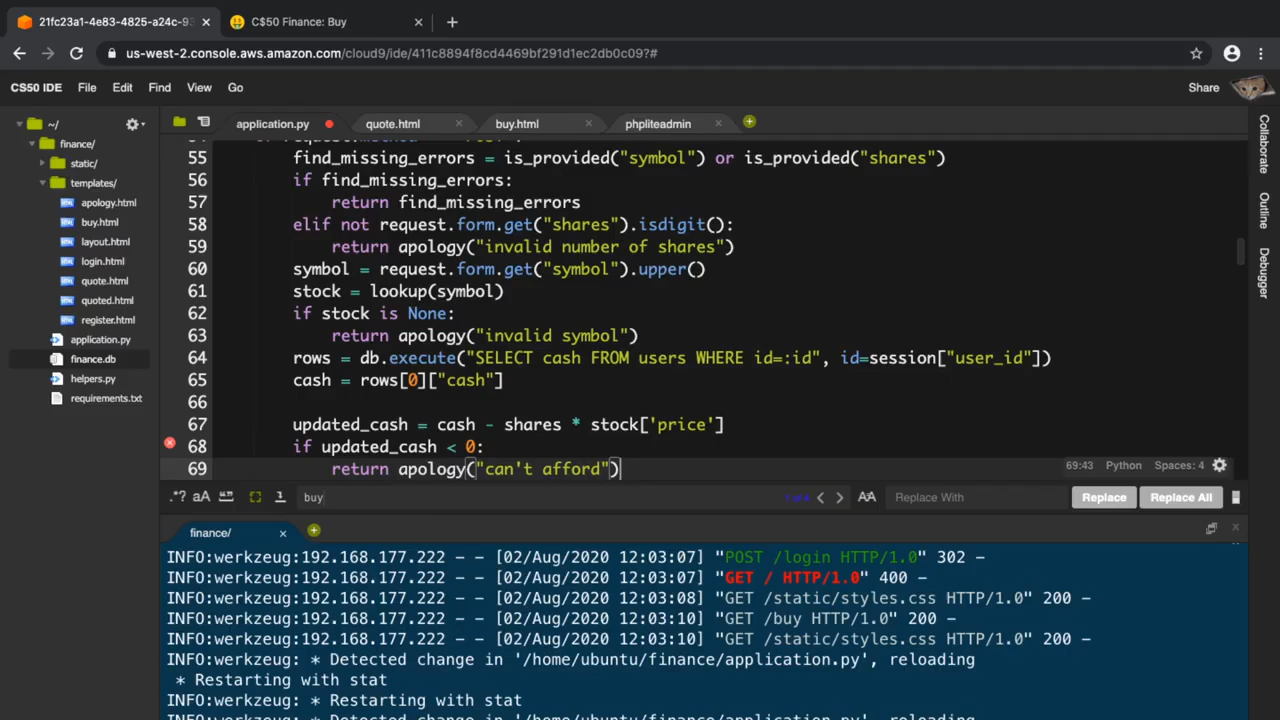 21fc23a1-4e83-4825-a24c-93
C$50 Finance: Buy
us-west-2.console.aws.amazon.com/cloud9/ide/411c8894f8cd4469bf291d1ec2db0c09?#
CS50 IDE File Edit Find View Go Share
~/
finance/
static/
templates/
apology.html
buy.html
layout.html
login.html
quote.html
quoted.html
register.html
application.py
finance.db
helpers.py
requirements.txt
application.py quote.html buy.html phpliteadmin
55 find_missing_errors = is_provided("symbol") or is_provided("shares")
56 if find_missing_errors:
57 return find_missing_errors
58 elif not request.form.get("shares").isdigit():
59 return apology("invalid number of shares")
60 symbol = request.form.get("symbol").upper()
61 stock = lookup(symbol)
62 if stock is None:
63 return apology("invalid symbol")
64 rows = db.execute("SELECT cash FROM users WHERE id=:id", id=session["user_id"])
65 cash = rows[0]["cash"]
66
67 updated_cash = cash - shares * stock['price']
68 if updated_cash < 0:
69 return apology("can't afford")
69:43 Python Spaces: 4
Collaborate
Outline
Debugger
.*? aA buy AA Replace With Replace Replace All
finance/
INFO:werkzeug:192.168.177.222 - - [02/Aug/2020 12:03:07] "POST /login HTTP/1.0" 302 -
INFO:werkzeug:192.168.177.222 - - [02/Aug/2020 12:03:07] "GET / HTTP/1.0" 400 -
INFO:werkzeug:192.168.177.222 - - [02/Aug/2020 12:03:08] "GET /static/styles.css HTTP/1.0" 200 -
INFO:werkzeug:192.168.177.222 - - [02/Aug/2020 12:03:10] "GET /buy HTTP/1.0" 200 -
INFO:werkzeug:192.168.177.222 - - [02/Aug/2020 12:03:10] "GET /static/styles.css HTTP/1.0" 200 -
INFO:werkzeug: * Detected change in '/home/ubuntu/finance/application.py', reloading
* Restarting with stat
INFO:werkzeug: * Restarting with stat
INFO:werkzeug: * Detected change in '/home/ubuntu/finance/application.py', reloading